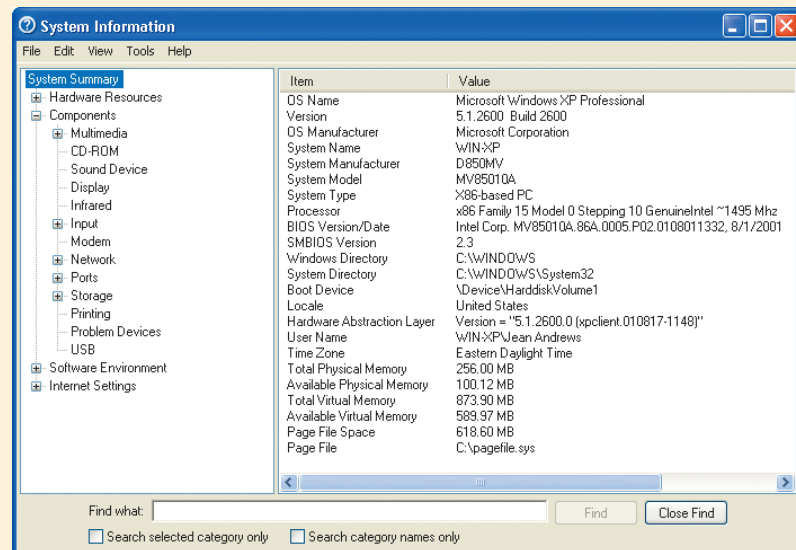 System Information
File Edit View Tools Help
System Summary
Hardware Resources
Components
Multimedia
CD-ROM
Sound Device
Display
Infrared
Input
Modem
Network
Ports
Storage
Printing
Problem Devices
USB
Software Environment
Internet Settings
Item Value
OS Name Microsoft Windows XP Professional
Version 5.1.2600 Build 2600
OS Manufacturer Microsoft Corporation
System Name WIN-XP
System Manufacturer D850MV
System Model MV85010A
System Type X86-based PC
Processor x86 Family 15 Model 0 Stepping 10 GenuineIntel ~1495 Mhz
BIOS Version/Date Intel Corp. MV85010A.86A.0005.P02.0108011332, 8/1/2001
SMBIOS Version 2.3
Windows Directory C:\WINDOWS
System Directory C:\WINDOWS\System32
Boot Device \Device\HarddiskVolume1
Locale United States
Hardware Abstraction Layer Version = "5.1.2600.0 (xpclient.010817-1148)"
User Name WIN-XP\Jean Andrews
Time Zone Eastern Daylight Time
Total Physical Memory 256.00 MB
Available Physical Memory 100.12 MB
Total Virtual Memory 873.90 MB
Available Virtual Memory 589.97 MB
Page File Space 618.60 MB
Page File C:\pagefile.sys
Find what: Find Close Find
Search selected category only Search category names only